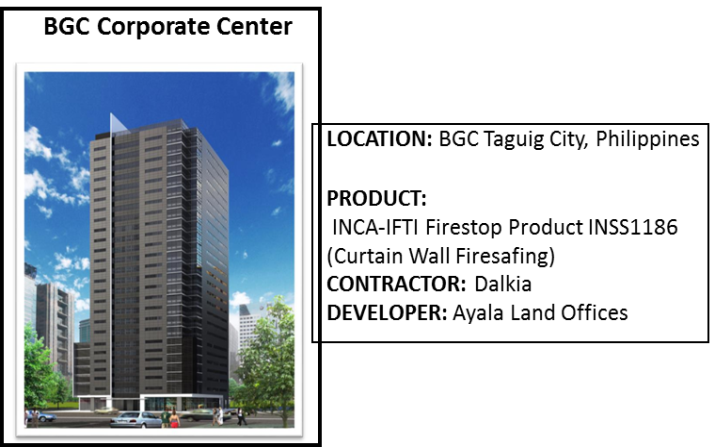 BGC Corporate Center
LOCATION: BGC Taguig City, Philippines
PRODUCT:
INCA-IFTI Firestop Product INSS1186
(Curtain Wall Firesafing)
CONTRACTOR: Dalkia
DEVELOPER: Ayala Land Offices